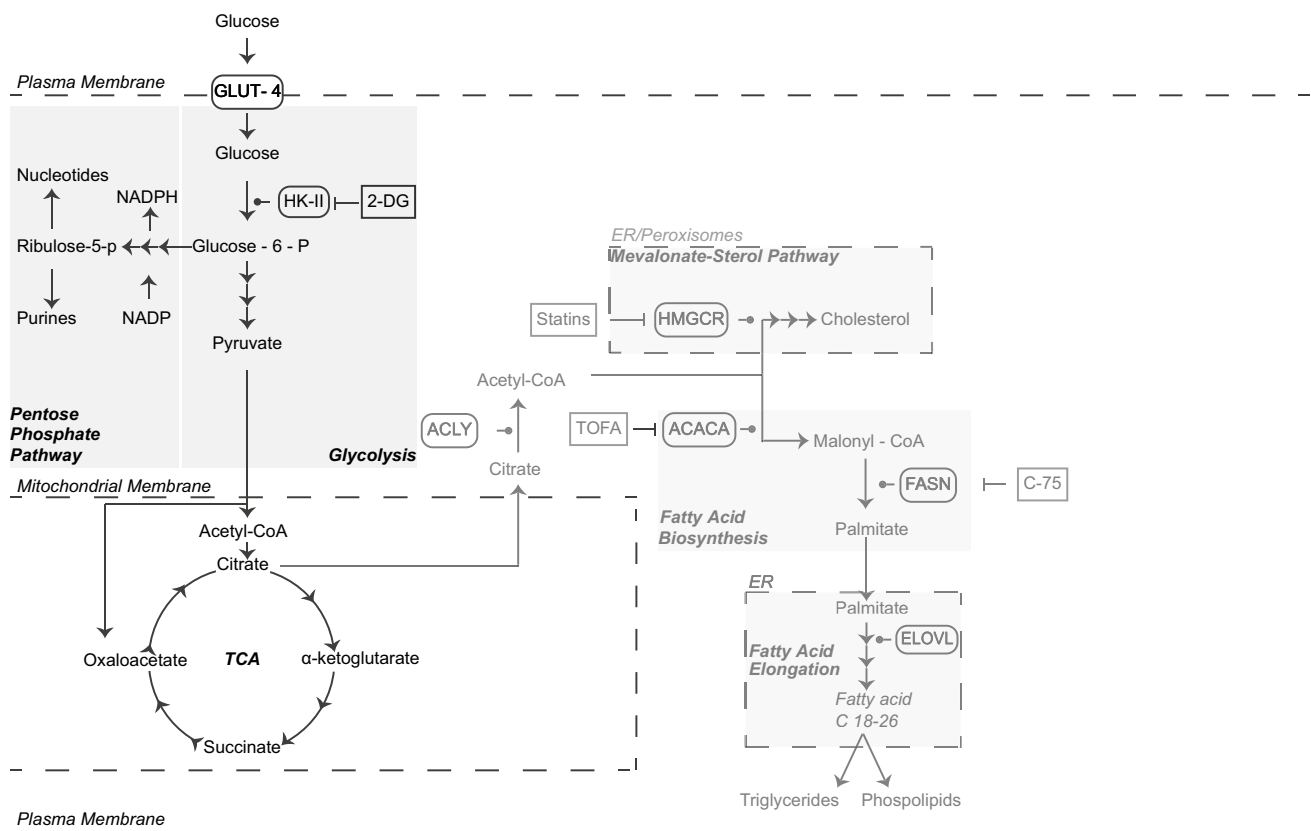 Glucose
Plasma Membrane
GLUT- 4
Glucose
Nucleotides
NADPH
HK-II
2-DG
Ribulose-5-p
Glucose - 6 - P
Purines
NADP
Pyruvate
Pentose
Phosphate
Pathway
Glycolysis
ER/Peroxisomes
Mevalonate-Sterol Pathway
Statins
HMGCR
Cholesterol
Acetyl-CoA
ACLY
Citrate
TOFA
ACACA
Malonyl - CoA
FASN
C-75
Fatty Acid
Biosynthesis
Palmitate
Mitochondrial Membrane
Acetyl-CoA
Citrate
Oxaloacetate
TCA
α-ketoglutarate
Succinate
ER
Palmitate
ELOVL
Fatty Acid
Elongation
Fatty acid
C 18-26
Triglycerides
Phospolipids
Plasma Membrane